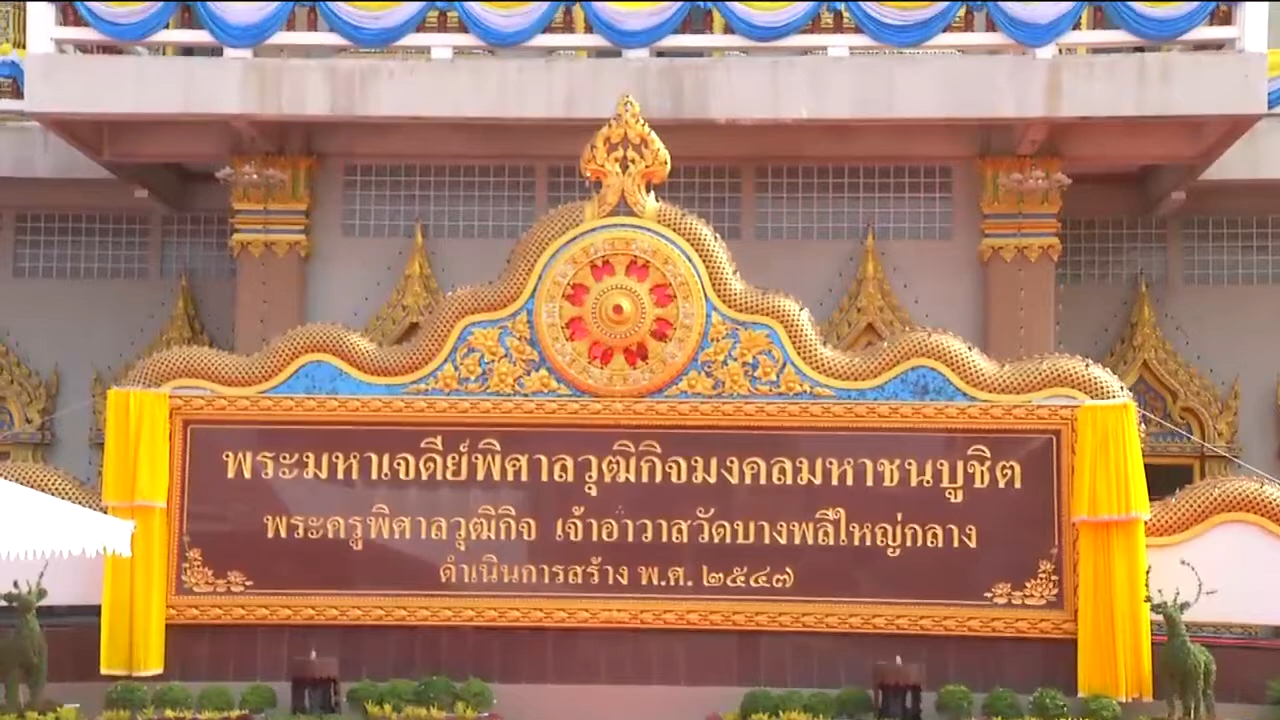 พระมหาเจดีย์พิศาลวุฒิกิจมงคลมหาชนบูชิต
พระครูพิศาลวุฒิกิจ เจ้าอาวาสวัดบางพลีใหญ่กลาง
ดำเนินการสร้าง พ.ศ. ๒๕๔๗